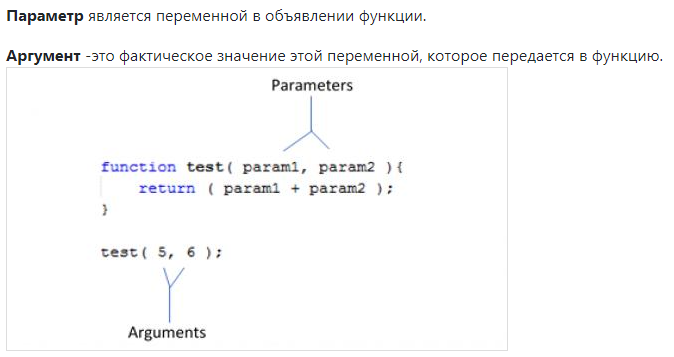 Параметр является переменной в объявлении функции.
Аргумент -это фактическое значение этой переменной, которое передается в функцию.
Parameters
function test( param1, param2 ){
return ( param1 + param2 );
}
test( 5, 6 );
Arguments